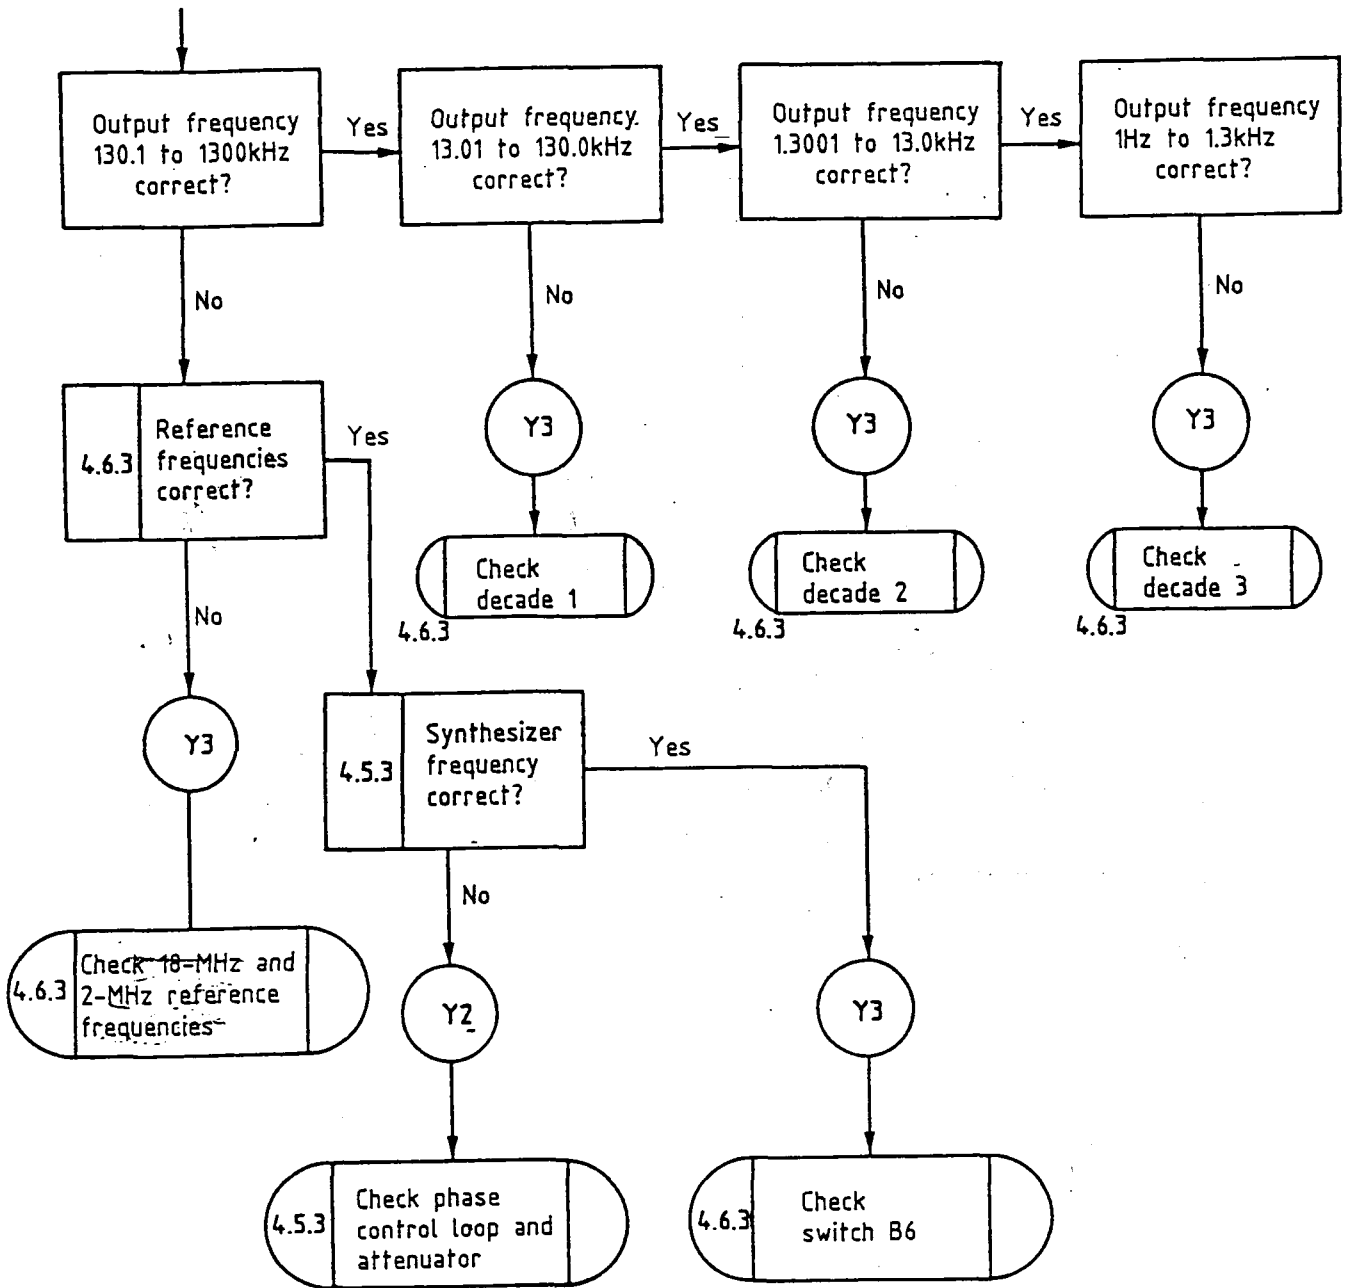 Output frequency
130.1 to 1300kHz
correct?
Yes
Output frequency.
13.01 to 130.0kHz
correct?
Yes
Output frequency
1.3001 to 13.0kHz
correct?
Yes
Output frequency
1Hz to 1.3kHz
correct?
No
No
No
No
4.6.3
Reference
frequencies
correct?
Yes
Y3
Y3
Y3
Check
decade 1
4.6.3
Check
decade 2
4.6.3
Check
decade 3
4.6.3
No
Y3
4.5.3
Synthesizer
frequency
correct?
Yes
No
4.6.3
Check 18-MHz and
2-MHz reference
frequencies
Y2
Y3
4.5.3
Check phase
control loop and
attenuator
4.6.3
Check
switch B6